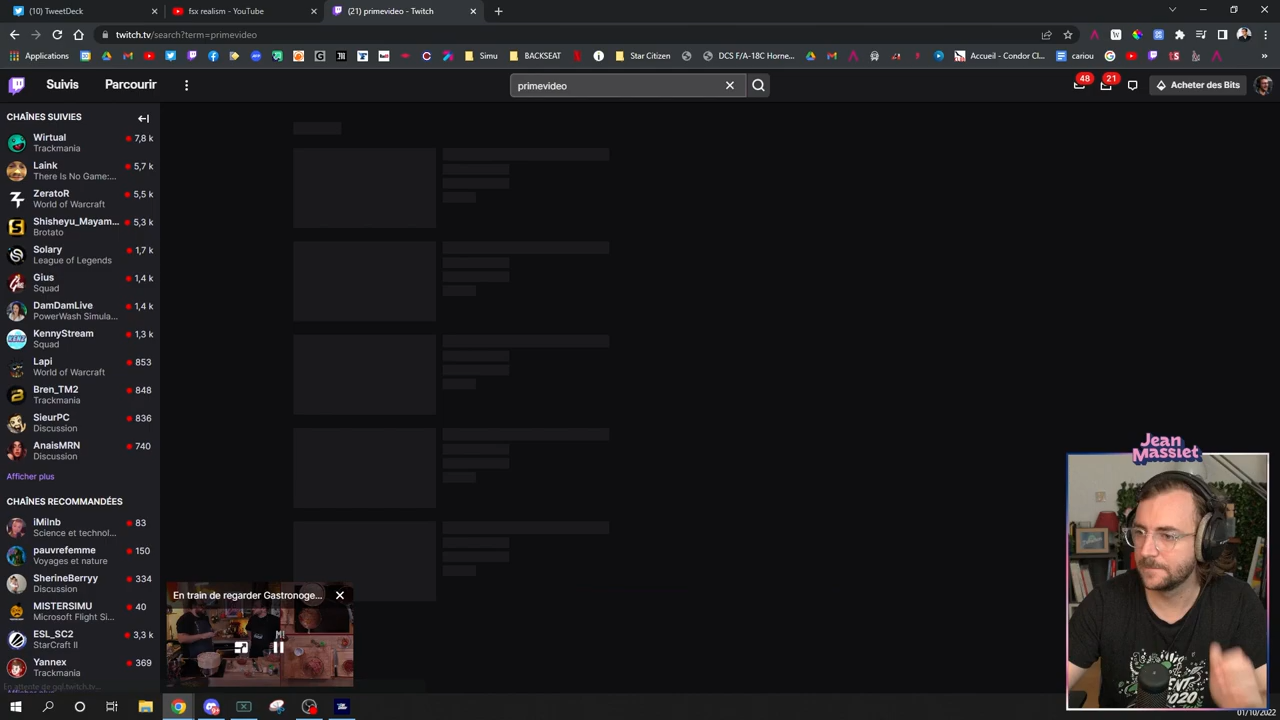 (10) TweetDeck
fsx realism - YouTube
(21) primevideo - Twitch
twitch.tv/search?term=primevideo
Applications
Simu
BACKSEAT
Star Citizen
DCS F/A-18C Horne...
Accueil - Condor Cl...
cariou
Suivis
Parcourir
primevideo
48
21
Acheter des Bits
CHAÎNES SUIVIES
Wirtual
7,8 k
Trackmania
Laink
5,7 k
There Is No Game:...
ZeratoR
5,5 k
World of Warcraft
Shisheyu_Mayam...
5,3 k
Brotato
Solary
1,7 k
League of Legends
Gius
1,4 k
Squad
DamDamLive
1,4 k
PowerWash Simula...
KennyStream
1,3 k
Squad
Lapi
853
World of Warcraft
Bren_TM2
848
Trackmania
SieurPC
836
Discussion
AnaisMRN
740
Discussion
Afficher plus
CHAÎNES RECOMMANDÉES
iMilnb
83
Science et technol...
pauvrefemme
150
Voyages et nature
SherineBerryy
334
Discussion
MISTERSIMU
40
Microsoft Flight Si...
ESL_SC2
3,3 k
StarCraft II
Yannex
369
Trackmania
En train de regarder Gastronoge...
Jean
Massiet
2020
01/10/2022